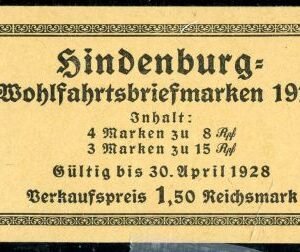 Hindenburg=
Wohlfahrtsbriefmarken
Inhalt:
4 Marken zu 8 Rpf
3 Marken zu 15 Rpf
Gültig bis 30. April 1928
Verkaufspreis 1,50 Reichsmark